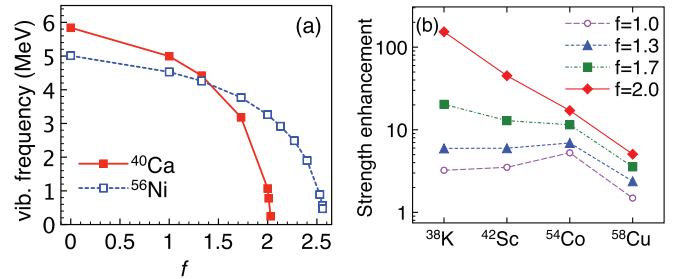 (a)
vib. frequency (MeV)
6
5
4
3
2
1
0
⁴⁰Ca
⁵⁶Ni
0 0.5 1 1.5 2 2.5
f
(b)
Strength enhancement
100
10
1
f=1.0
f=1.3
f=1.7
f=2.0
³⁸K ⁴²Sc ⁵⁴Co ⁵⁸Cu